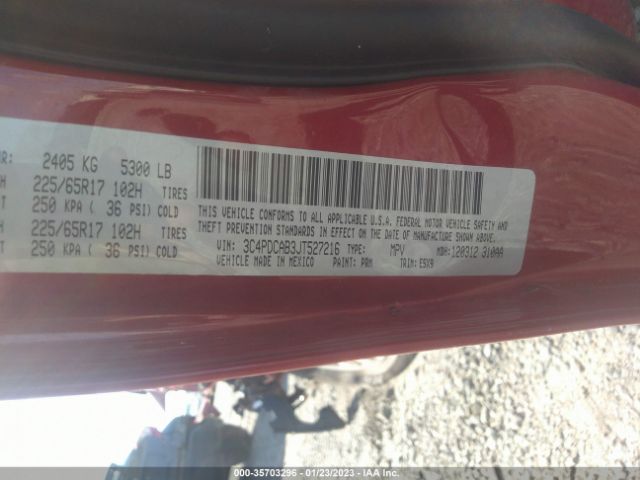 R: 2405 KG 5300 LB
H 225/65R17 102H TIRES
T 250 KPA ( 36 PSI) COLD
H 225/65R17 102H TIRES
T 250 KPA ( 36 PSI) COLD
THIS VEHICLE CONFORMS TO ALL APPLICABLE U.S.A. FEDERAL MOTOR VEHICLE SAFETY AND
THEFT PREVENTION STANDARDS IN EFFECT ON THE DATE OF MANUFACTURE SHOWN ABOVE.
VIN: 3C4PDCAB3JT527216 TYPE: MPV MDH: 120312 310AA
VEHICLE MADE IN MEXICO PAINT: PRM TRIM: E5X9
000-35703296 - 01/23/2023 - IAA Inc.